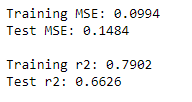 Training MSE: 0.0994
Test MSE: 0.1484
Training r2: 0.7902
Test r2: 0.6626